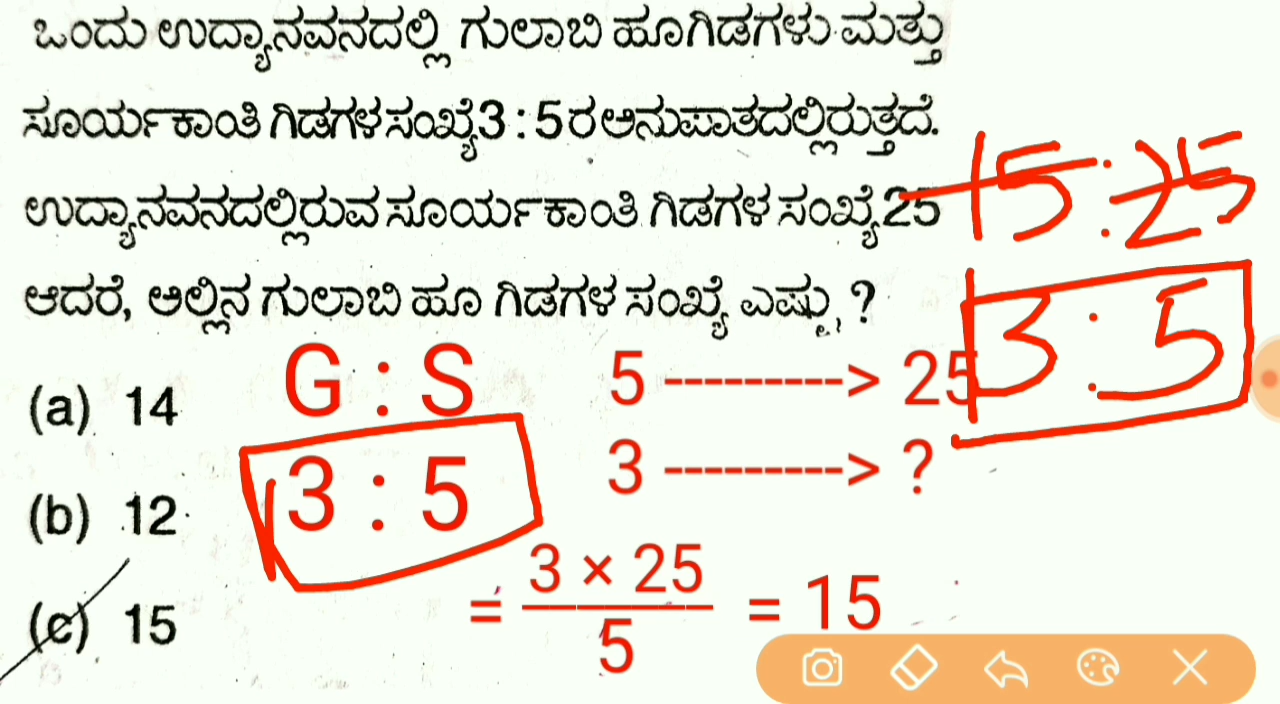 ಒಂದು ಉದ್ಯಾನವನದಲ್ಲಿ ಗುಲಾಬಿ ಹೂಗಿಡಗಳು ಮತ್ತು
ಸೂರ್ಯಕಾಂತಿ ಗಿಡಗಳ ಸಂಖ್ಯೆ 3 : 5 ರ ಅನುಪಾತದಲ್ಲಿರುತ್ತದೆ.
15 : 25
ಉದ್ಯಾನವನದಲ್ಲಿರುವ ಸೂರ್ಯಕಾಂತಿ ಗಿಡಗಳ ಸಂಖ್ಯೆ 25
ಆದರೆ, ಅಲ್ಲಿನ ಗುಲಾಬಿ ಹೂ ಗಿಡಗಳ ಸಂಖ್ಯೆ ಎಷ್ಟು ?
3 : 5
(a) 14
G : S
5 ----------> 25
3 : 5
3 ----------> ?
(b) 12
= 3 × 25 / 5 = 15
(c) 15